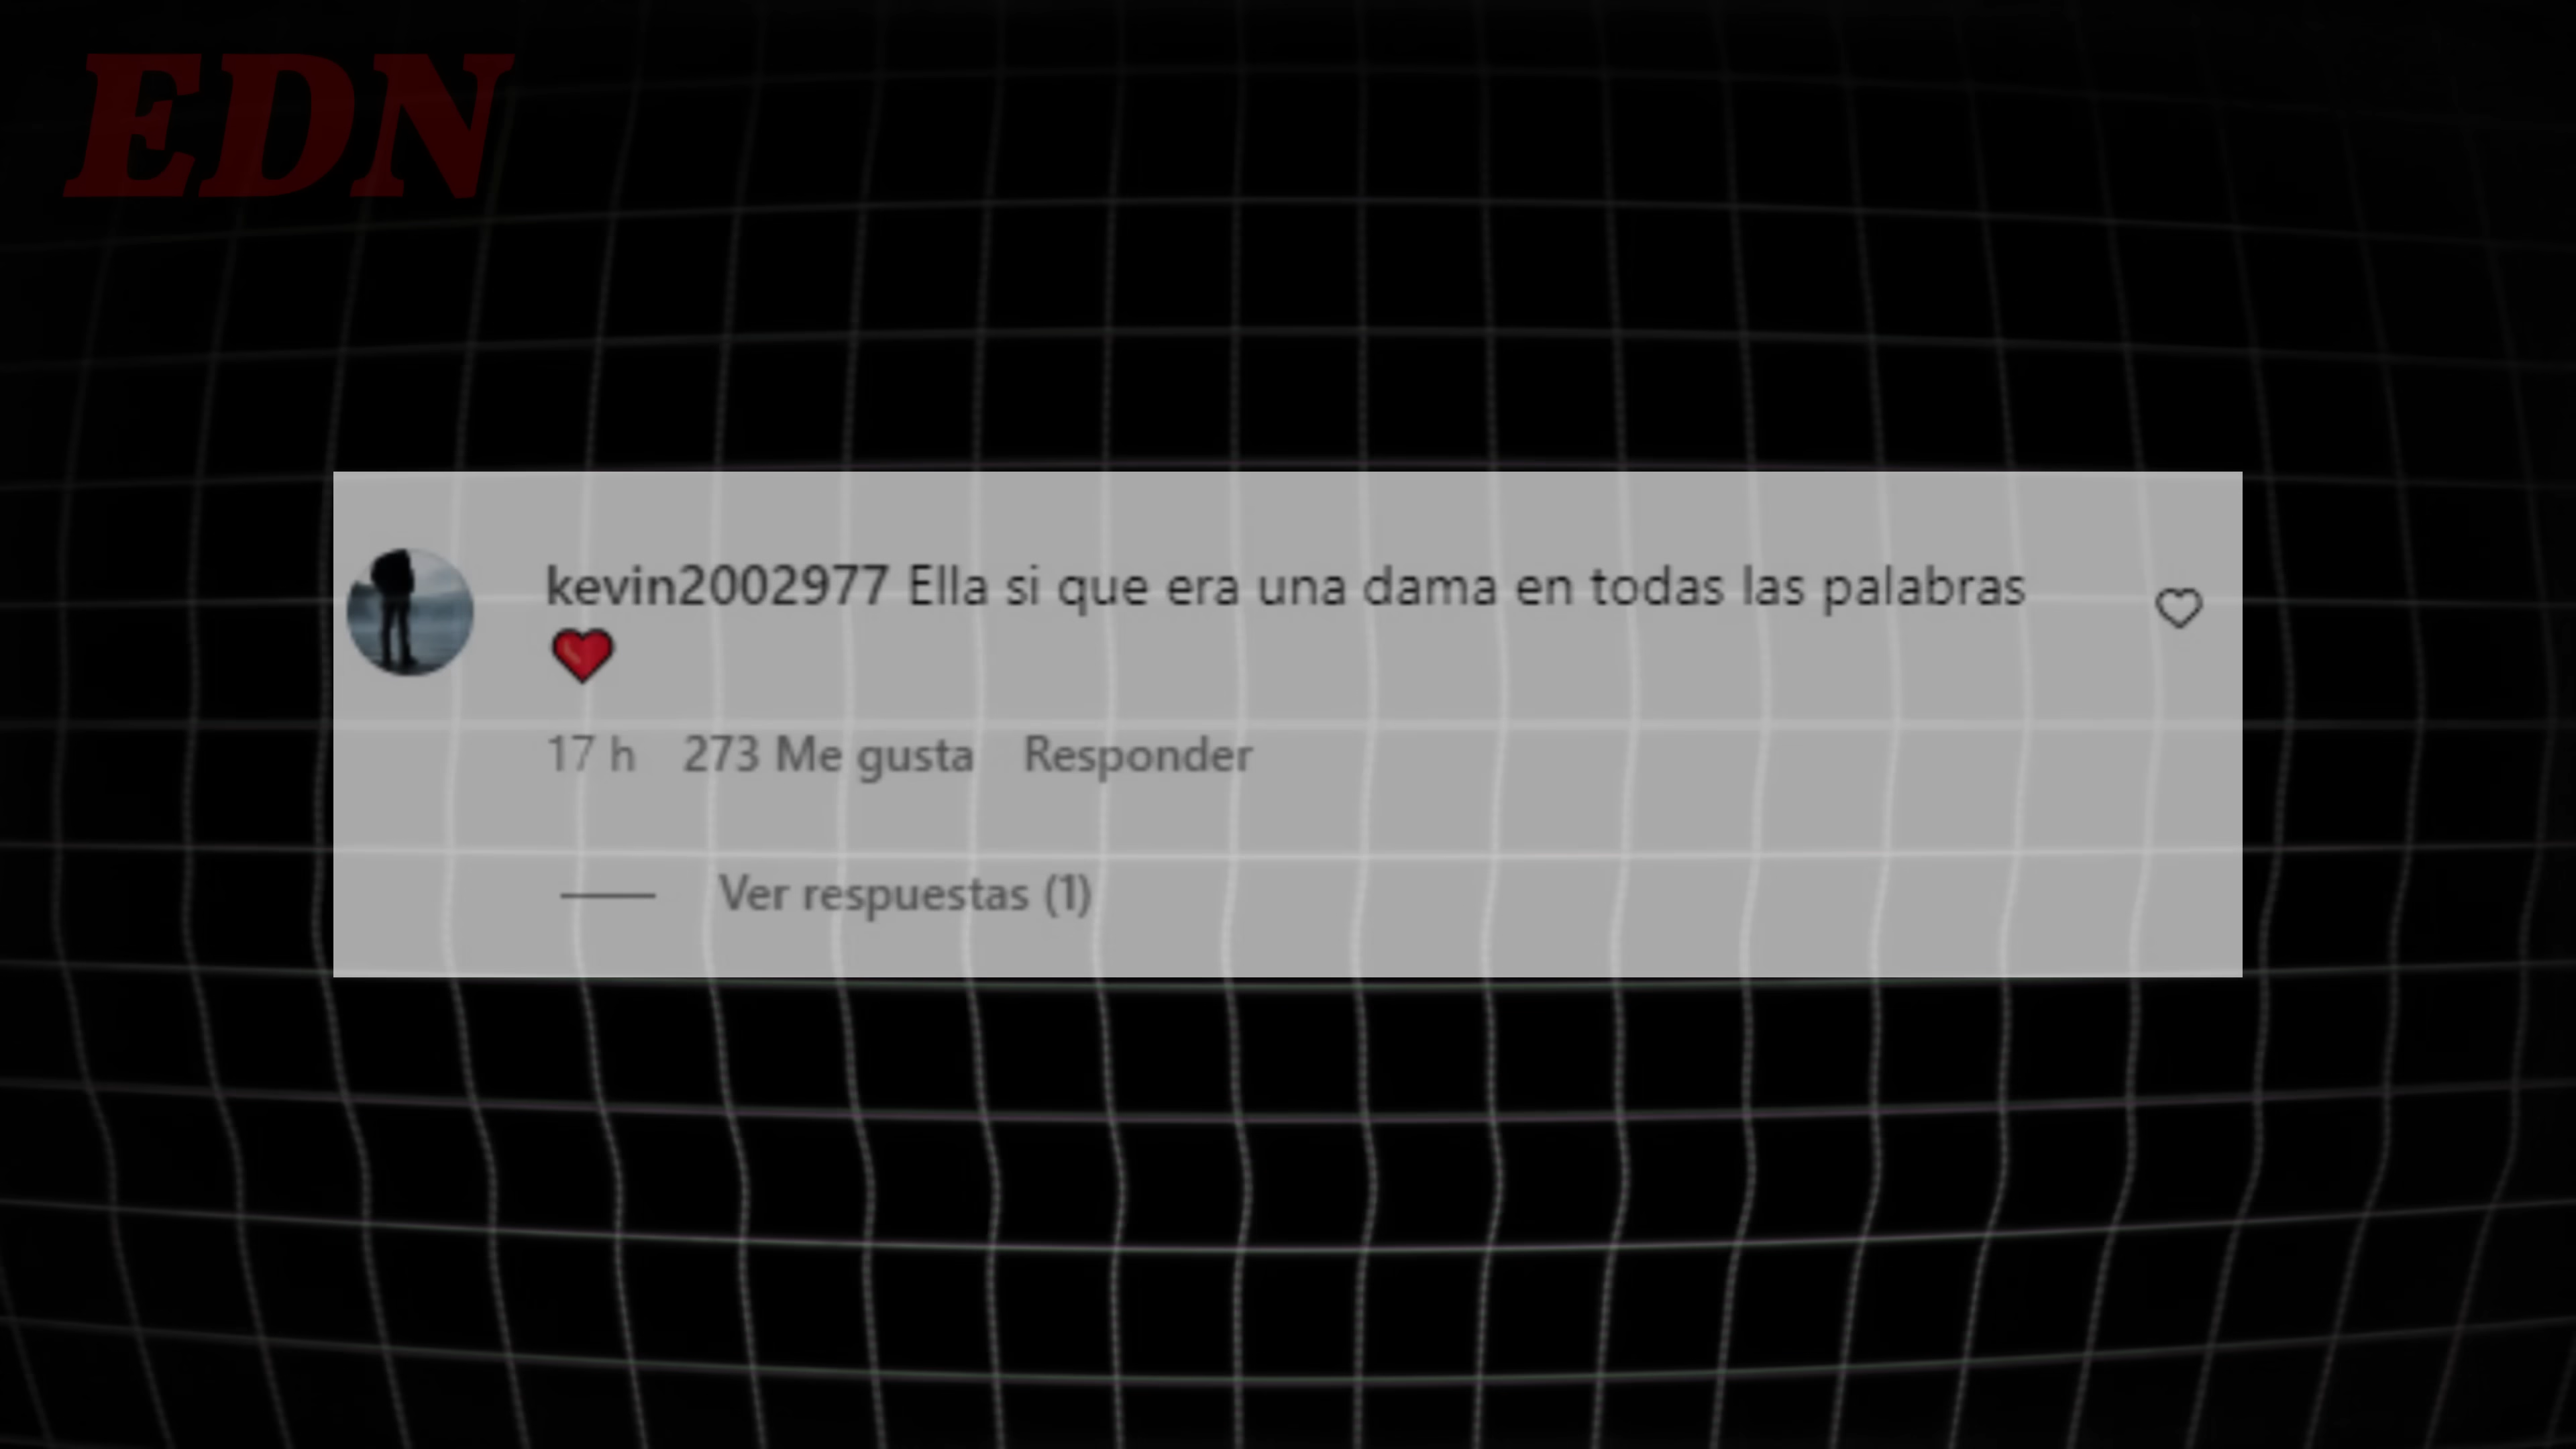 EDN
kevin2002977 Ella si que era una dama en todas las palabras
❤️
17 h 273 Me gusta Responder
Ver respuestas (1)